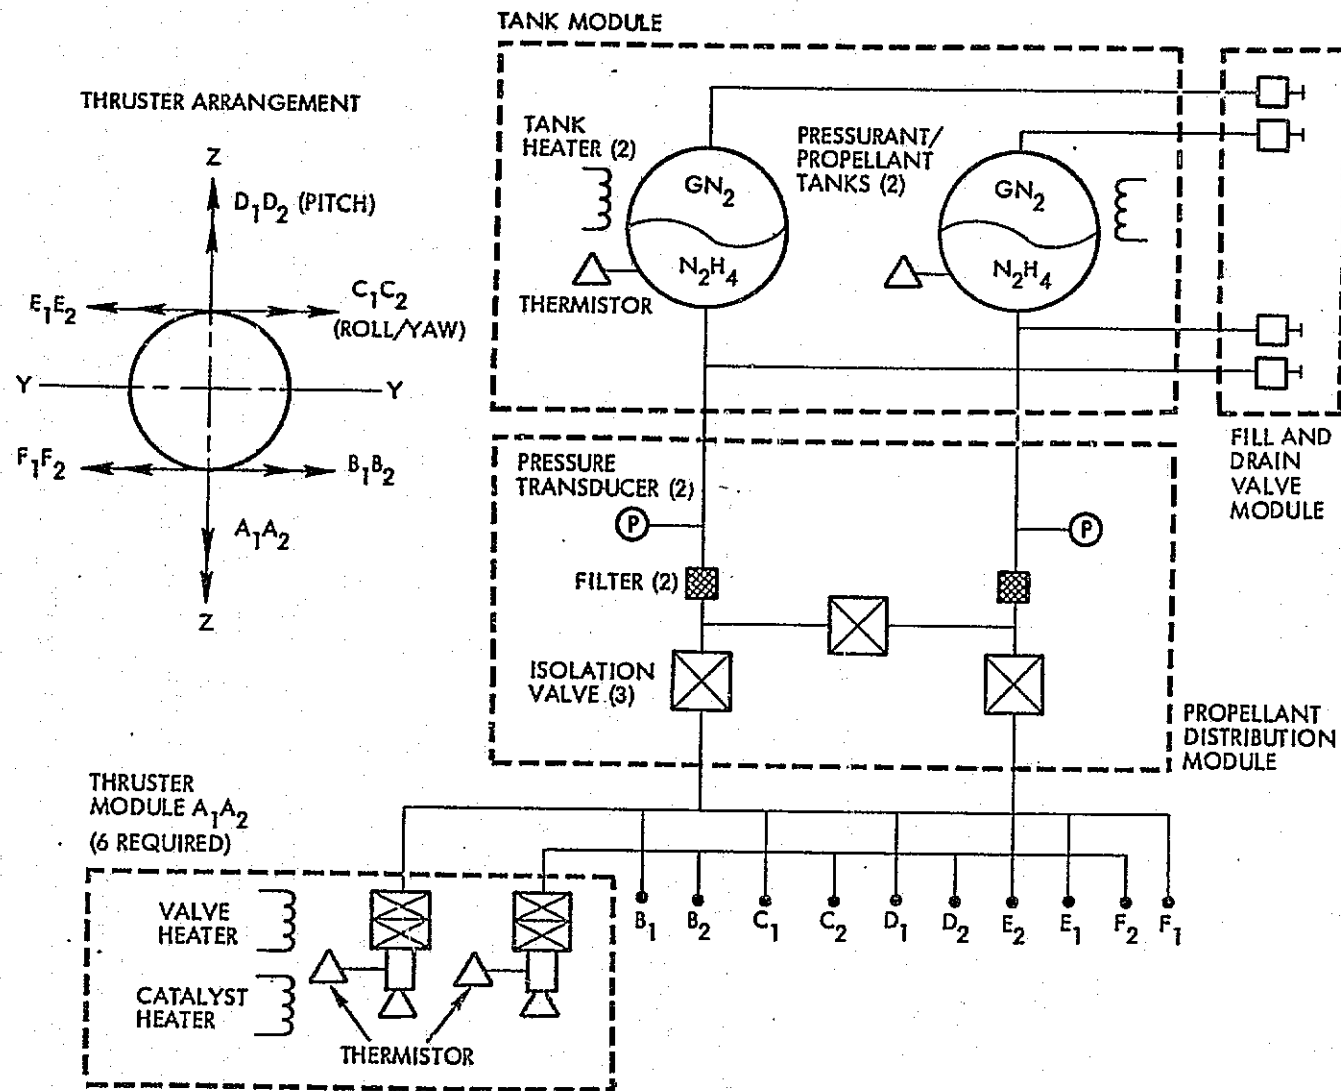 TANK MODULE
THRUSTER ARRANGEMENT
Z
D₁D₂ (PITCH)
E₁E₂
C₁C₂
(ROLL/YAW)
Y
Y
F₁F₂
B₁B₂
A₁A₂
Z
TANK
HEATER (2)
PRESSURANT/
PROPELLANT
TANKS (2)
GN₂
N₂H₄
GN₂
N₂H₄
THERMISTOR
FILL AND
DRAIN
VALVE
MODULE
PRESSURE
TRANSDUCER (2)
P
P
FILTER (2)
ISOLATION
VALVE (3)
PROPELLANT
DISTRIBUTION
MODULE
THRUSTER
MODULE A₁A₂
(6 REQUIRED)
VALVE
HEATER
CATALYST
HEATER
THERMISTOR
B₁
B₂
C₁
C₂
D₁
D₂
E₂
E₁
F₂
F₁